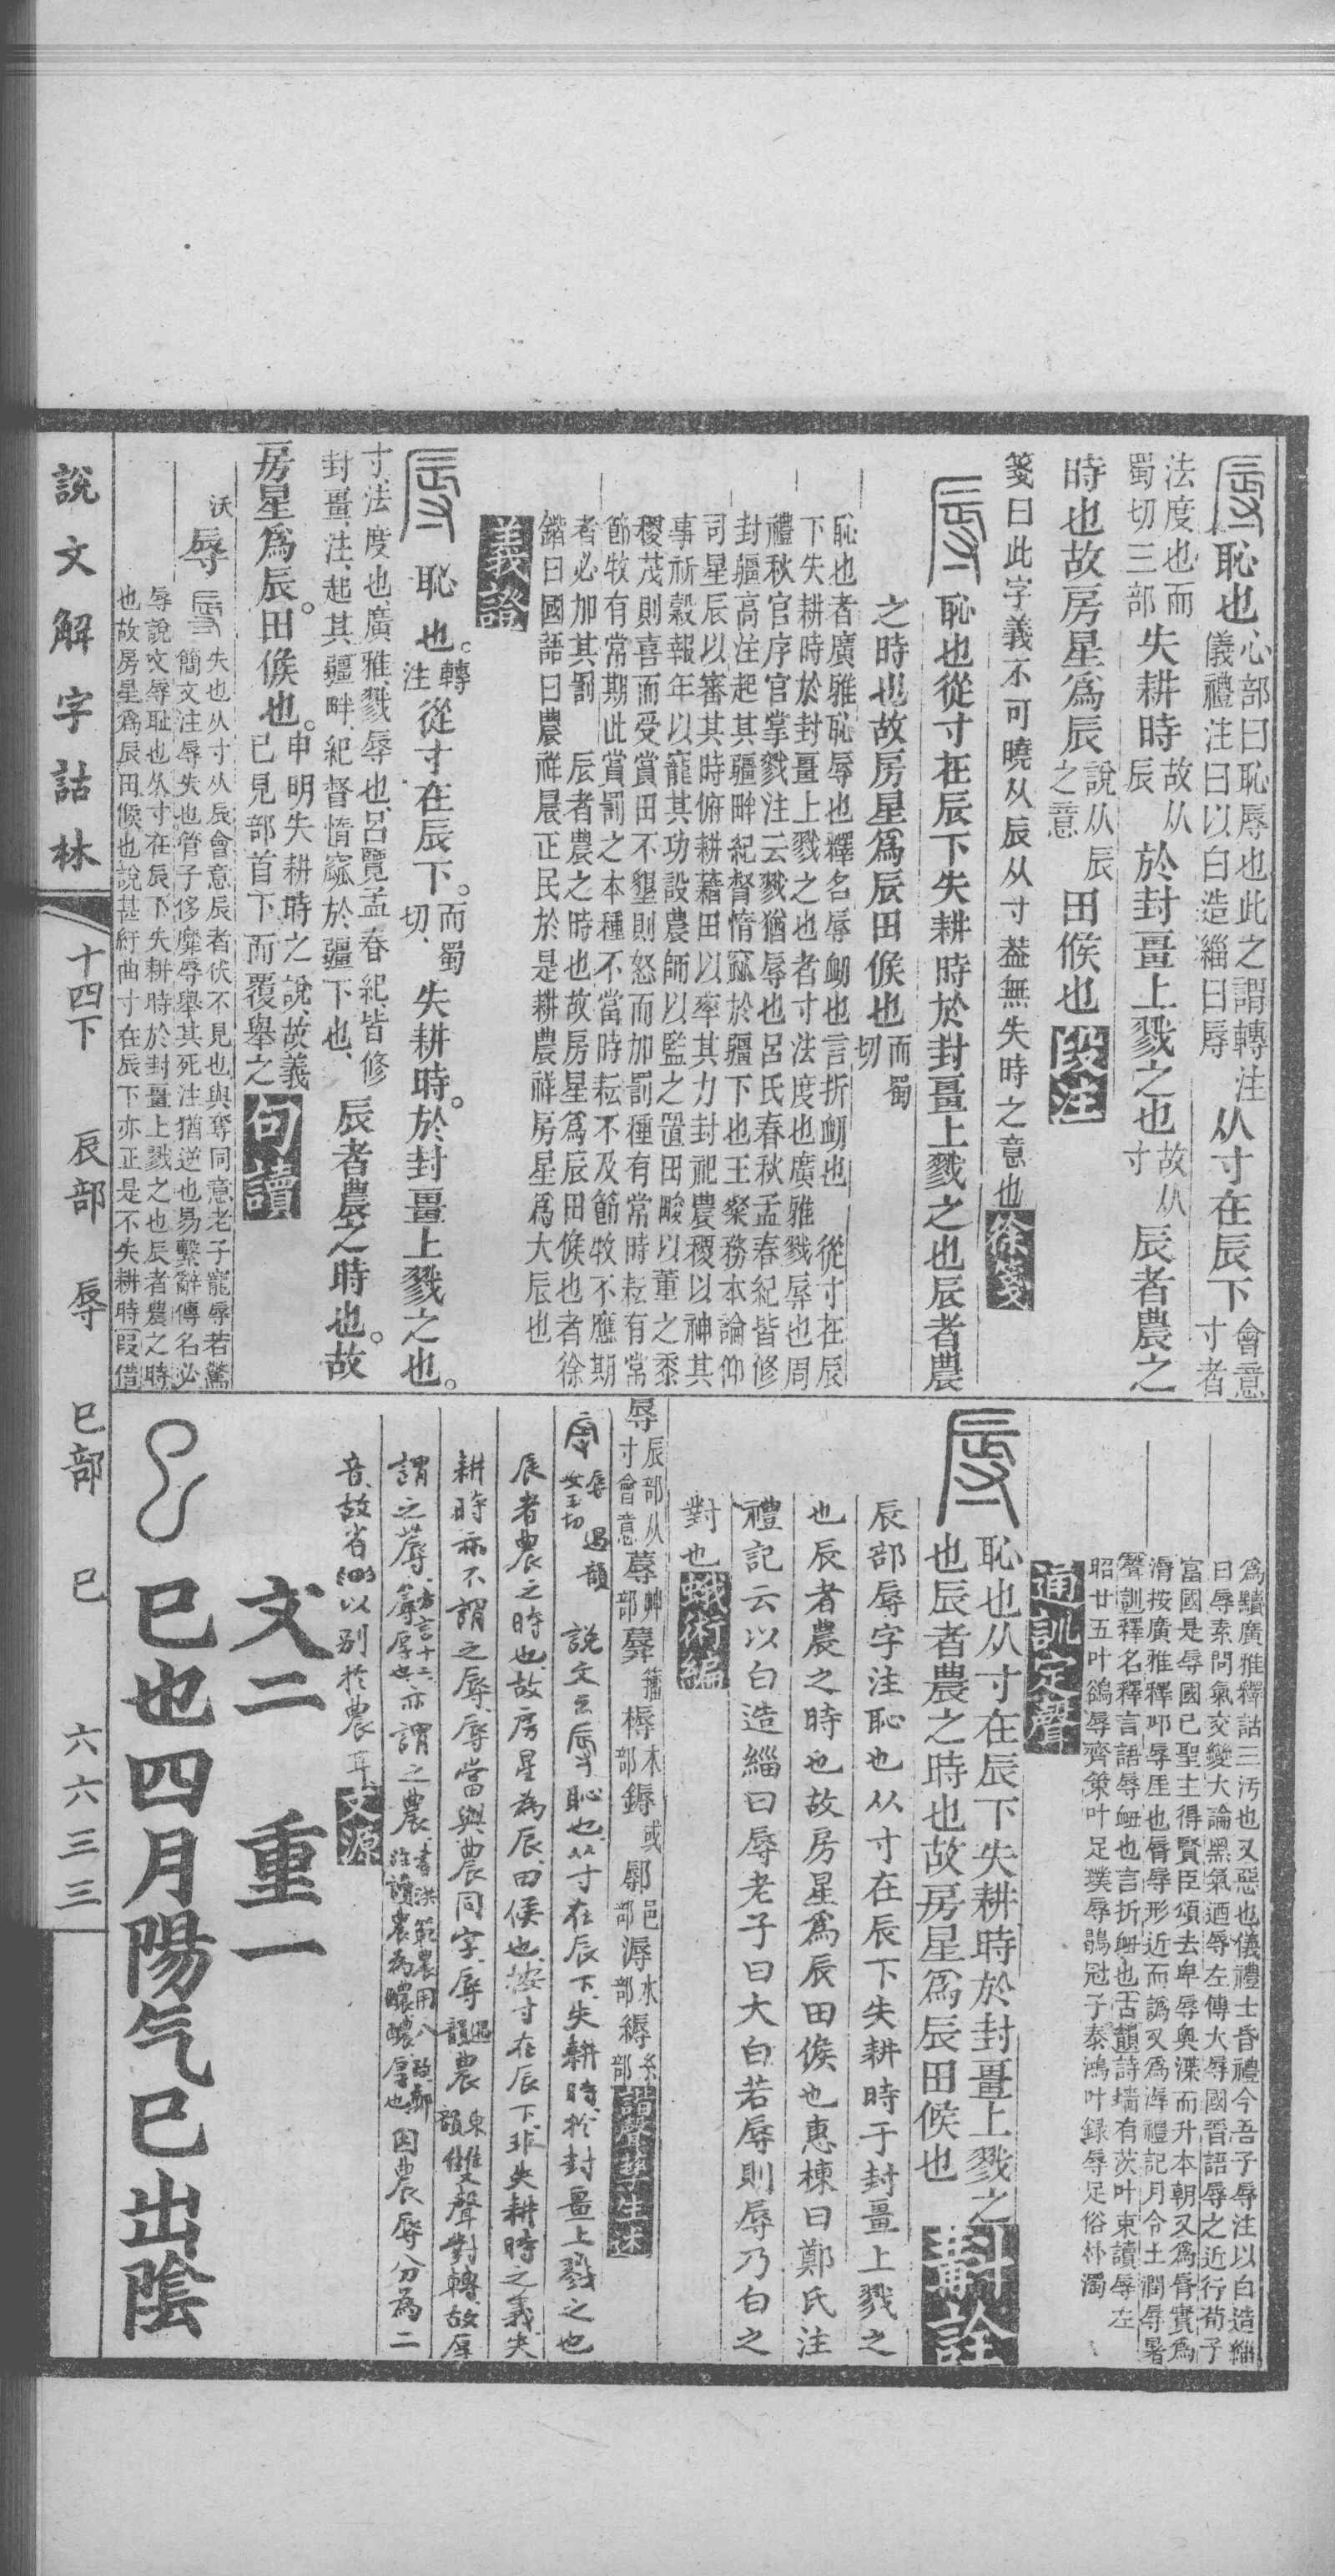 恥也心部曰恥辱也此之謂轉注儀禮注曰以白造緇曰辱从寸在辰下會意寸者
法度也而蜀切三部失耕時故从辰於封畺上戮之也故从寸辰者農之
時也故房星爲辰說从辰之意田候也段注
箋曰此字義不可曉从辰从寸葢無失時之意也徐箋
恥也從寸在辰下失耕時於封畺上戮之也辰者農
之時也故房星爲辰田候也而蜀切
恥也者廣雅恥辱也釋名辱衄也言折衄也 從寸在辰
下失耕時於封畺上戮之也者寸法度也廣雅戮辱也周
禮秋官序官掌戮注云戮猶辱也呂氏春秋孟春紀皆修
封疆高注起其疆畔紀督惰窳於疆下也王粲務本論仰
司星辰以審其時俯耕藉田以率其力封祀農稷以神其
事祈穀報年以寵其功設農師以監之置田畯以董之黍
稷茂則喜而受賞田不墾則怒而加罰種有常時耘有常
節牧有常期此賞罰之本種不當時耘不及節牧不應期
者必加其罰 辰者農之時也故房星爲辰田候也者徐
鍇曰國語曰農祥晨正民於是耕農祥房星爲大辰也
義證
恥也。轉注從寸在辰下。而蜀切、失耕時。於封畺上戮之也。
寸、法度也、廣雅戮、辱也、呂覽孟春紀、皆修封畺、注、起其疆畔、紀督惰窳於疆下也、辰者農之時也。故
房星爲辰。田候也。申明失耕時之說、故義已見部首下、而覆舉之句讀
沃辱 失也从寸从辰會意辰者伏不見也與奪同意老子寵辱若驚
簡文注辱失也管子侈靡辱舉其死注猶逆也易繫辭傳名必
辱說文辱恥也从寸在辰下失耕時於封畺上戮之也辰者農之時
也故房星爲辰田候也說甚紆曲寸在辰下亦正是不失耕時叚借
爲黷廣雅釋詁三污也又惡也儀禮士昏禮今吾子辱注以白造緇
曰辱素問氣交變大論黑氣迺辱左傳大辱國晉語辱之近行荀子
富國是辱國已聖主得賢臣頌去卑辱奧渫而升本朝又爲脣實爲
漘按廣雅釋邱辱厓也脣辱形近而譌又爲溽禮記月令土潤辱暑
聲訓釋名釋言語辱衄也言折衄也古韻詩墻有茨叶束讀辱左
昭廿五叶鵒辱齊策叶足璞辱鶡冠子泰鴻叶錄辱足俗朴濁
通訓定聲
恥也从寸在辰下失耕時於封畺上戮之
也辰者農之時也故房星爲辰田候也斠詮
辰部辱字注恥也从寸在辰下失耕時于封畺上戮之
也辰者農之時也故房星爲辰田候也惠棟曰鄭氏注
禮記云以白造緇曰辱老子曰大白若辱則辱乃白之
對也蛾術編
辱辰部从寸會意蓐艸部𦾨籀槈木部鎒或鄏邑部溽水部縟糸部諧聲孳生述
辱 遇韻 說文云辱、恥也、从寸在辰下、失耕時、於封畺上戮之也
辰者農之時也、故房星爲辰、田候也、按寸在辰下、非失耕時之義、失
耕時亦不謂之辱、辱當與農同字、辱遇韻農東韻雙聲對轉、故厚
謂之蓐、方言十二、蓐厚也、亦謂之農、書洪範農用八政、鄭注讀農爲醲、醲厚也、因農辱分爲二
音、故省以別於農耳文源
文二 重一
巳也四月陽气巳出陰
說文解字詁林 十四下 辰部 辱 巳部 巳 六六三三